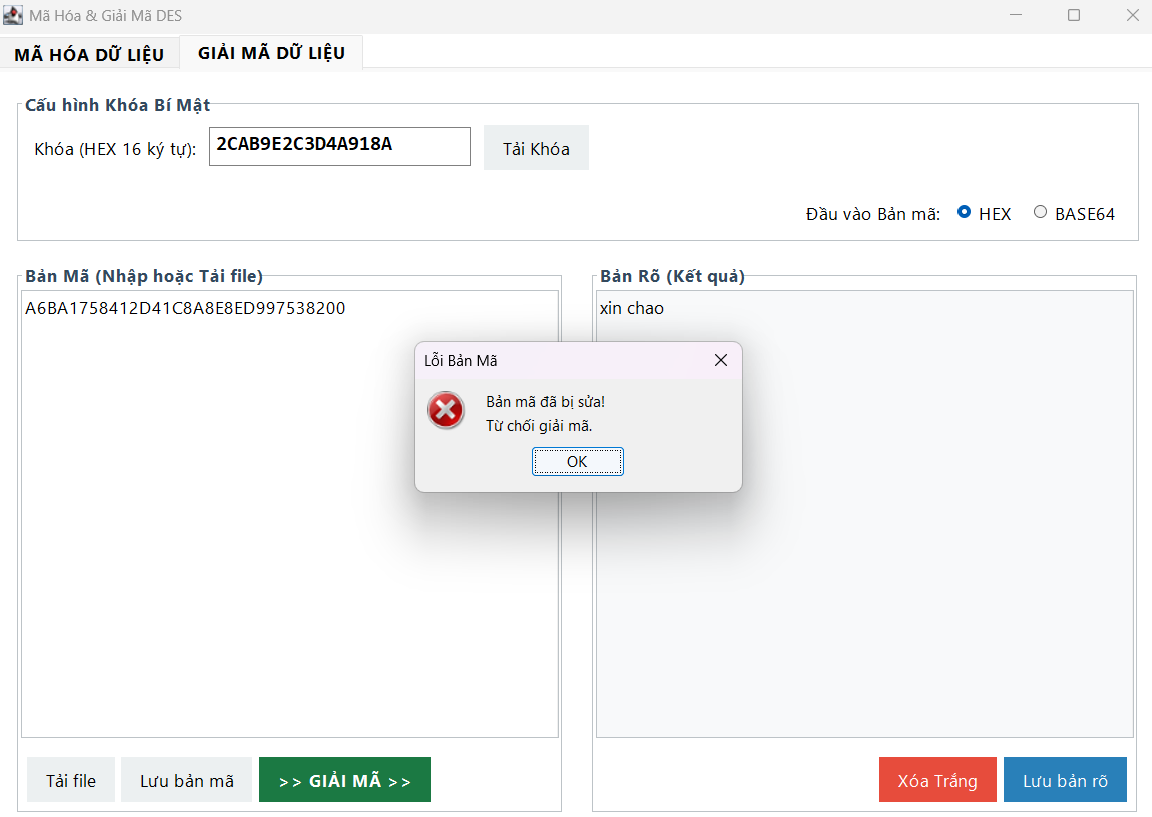 Mã Hóa & Giải Mã DES
MÃ HÓA DỮ LIỆU
GIẢI MÃ DỮ LIỆU
Cấu hình Khóa Bí Mật
Khóa (HEX 16 ký tự):
2CAB9E2C3D4A918A
Tải Khóa
Đầu vào Bản mã:
HEX
BASE64
Bản Mã (Nhập hoặc Tải file)
A6BA1758412D41C8A8E8ED997538200
Bản Rõ (Kết quả)
xin chao
Lỗi Bản Mã
Bản mã đã bị sửa!
Từ chối giải mã.
OK
Tải file
Lưu bản mã
>> GIẢI MÃ >>
Xóa Trắng
Lưu bản rõ